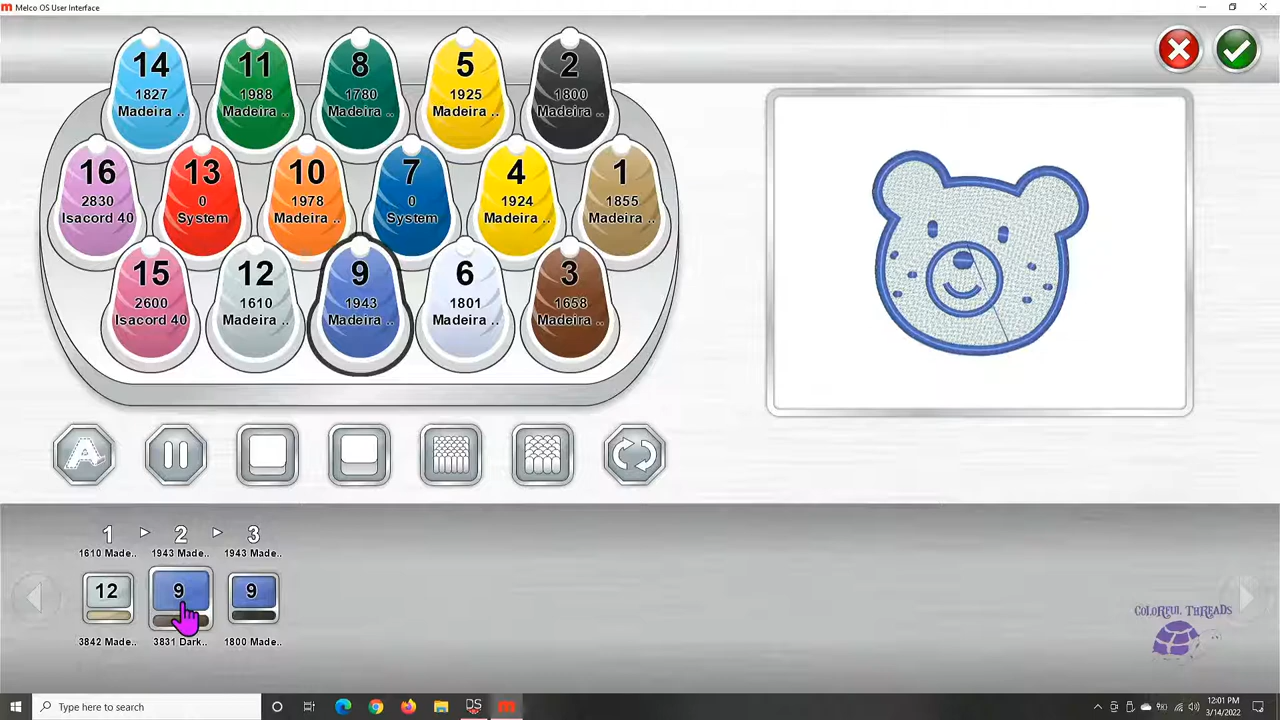 Melco OS User Interface
14
1827
Madeira ..
11
1988
Madeira ..
8
1780
Madeira ..
5
1925
Madeira ..
2
1800
Madeira ..
16
2830
Isacord 40
13
0
System
10
1978
Madeira ..
7
0
System
4
1924
Madeira ..
1
1855
Madeira ..
15
2600
Isacord 40
12
1610
Madeira ..
9
1943
Madeira ..
6
1801
Madeira ..
3
1658
Madeira ..
A
1 2 3
1610 Made.. 1943 Made.. 1943 Made..
12 9 9
3842 Made.. 3831 Dark.. 1800 Made..
COLORFUL THREADS
Type here to search
DS
12:01 PM
3/14/2022